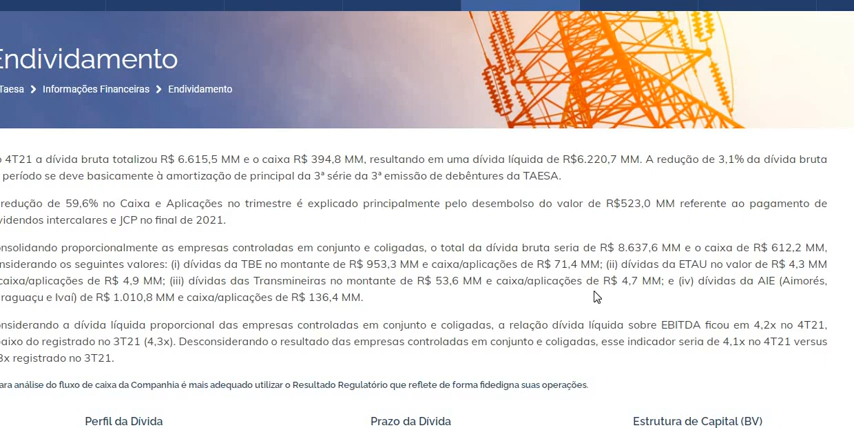 Endividamento
Taesa > Informações Financeiras > Endividamento
4T21 a dívida bruta totalizou R$ 6.615,5 MM e o caixa R$ 394,8 MM, resultando em uma dívida líquida de R$6.220,7 MM. A redução de 3,1% da dívida bruta
período se deve basicamente à amortização de principal da 3ª série da 3ª emissão de debêntures da TAESA.
redução de 59,6% no Caixa e Aplicações no trimestre é explicado principalmente pelo desembolso do valor de R$523,0 MM referente ao pagamento de
videndos intercalares e JCP no final de 2021.
onsolidando proporcionalmente as empresas controladas em conjunto e coligadas, o total da dívida bruta seria de R$ 8.637,6 MM e o caixa de R$ 612,2 MM,
nsiderando os seguintes valores: (i) dívidas da TBE no montante de R$ 953,3 MM e caixa/aplicações de R$ 71,4 MM; (ii) dívidas da ETAU no valor de R$ 4,3 MM
caixa/aplicações de R$ 4,9 MM; (iii) dívidas das Transmineiras no montante de R$ 53,6 MM e caixa/aplicações de R$ 4,7 MM; e (iv) dívidas da AIE (Aimorés,
raguaçu e Ivaí) de R$ 1.010,8 MM e caixa/aplicações de R$ 136,4 MM.
onsiderando a dívida líquida proporcional das empresas controladas em conjunto e coligadas, a relação dívida líquida sobre EBITDA ficou em 4,2x no 4T21,
aixo do registrado no 3T21 (4,3x). Desconsiderando o resultado das empresas controladas em conjunto e coligadas, esse indicador seria de 4,1x no 4T21 versus
3x registrado no 3T21.
ara análise do fluxo de caixa da Companhia é mais adequado utilizar o Resultado Regulatório que reflete de forma fidedigna suas operações.
Perfil da Dívida
Prazo da Dívida
Estrutura de Capital (BV)